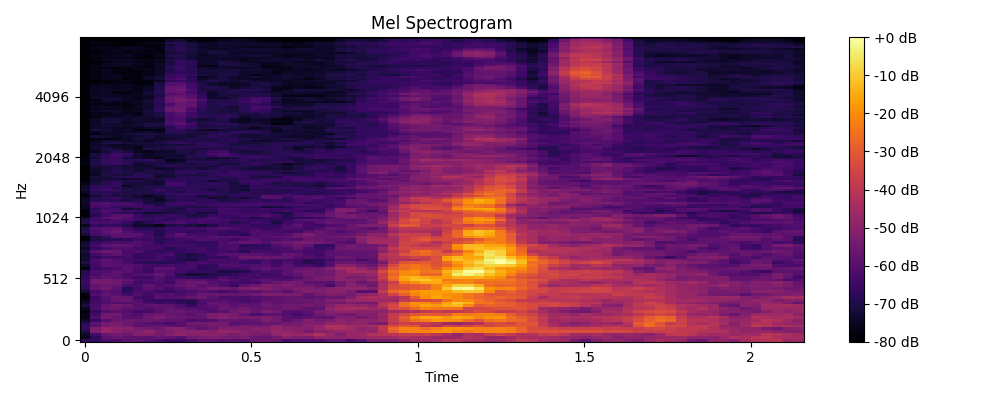 Mel Spectrogram
+0 dB
-10 dB
-20 dB
-30 dB
-40 dB
-50 dB
-60 dB
-70 dB
-80 dB
Hz
4096
2048
1024
512
0
0 0.5 1 1.5 2
Time